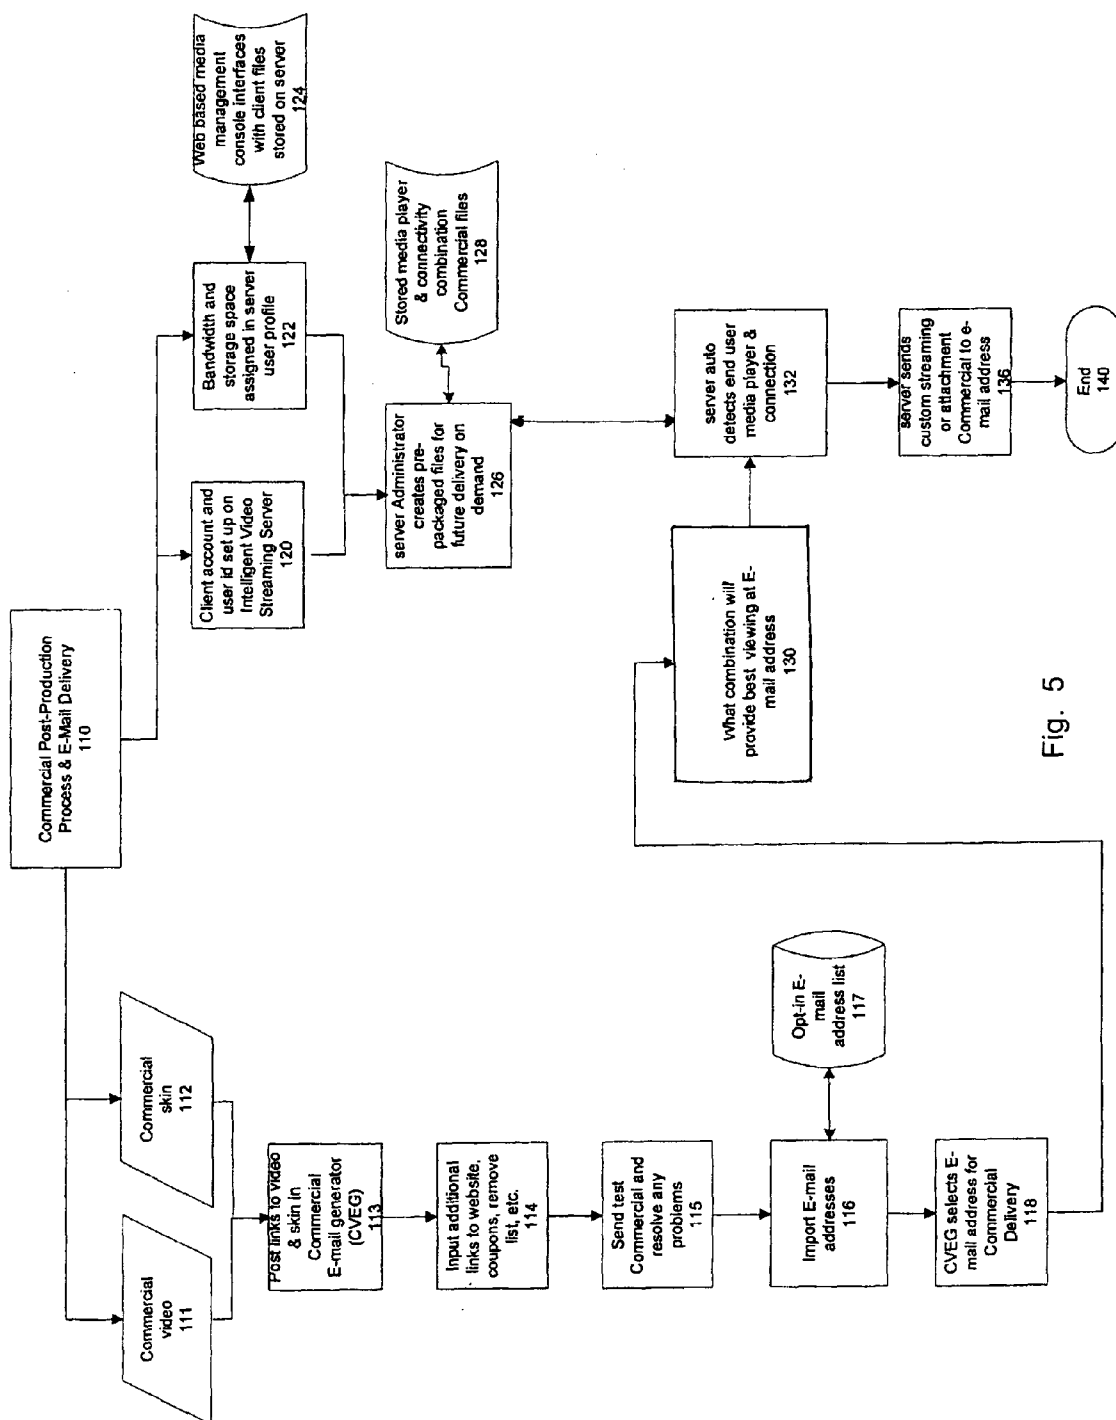 Commercial Post-Production
Process & E-Mail Delivery
110
Commercial
video
111
Commercial
skin
112
Post links to video
& skin in
Commercial
E-mail generator
(CVEG)
113
Input additional
links to website,
coupons, remove
list, etc.
114
Send test
Commercial and
resolve any
problems
115
Import E-mail
addresses
116
Opt-in E-
mail
address list
117
CVEG selects E-
mail address for
Commercial
Delivery
118
Client account and
user id set up on
Intelligent Video
Streaming Server
120
Bandwidth and
storage space
assigned in server
user profile
122
Web based media
management
console interfaces
with client files
stored on server
124
server Administrator
creates pre-
packaged files for
future delivery on
demand
126
Stored media player
& connectivity
combination
Commercial files
128
What combination will
provide best viewing at E-
mail address
130
server auto
detects end user
media player &
connection
132
server sends
custom streaming
or attachment
Commercial to e-
mail address
136
End
140
Fig. 5